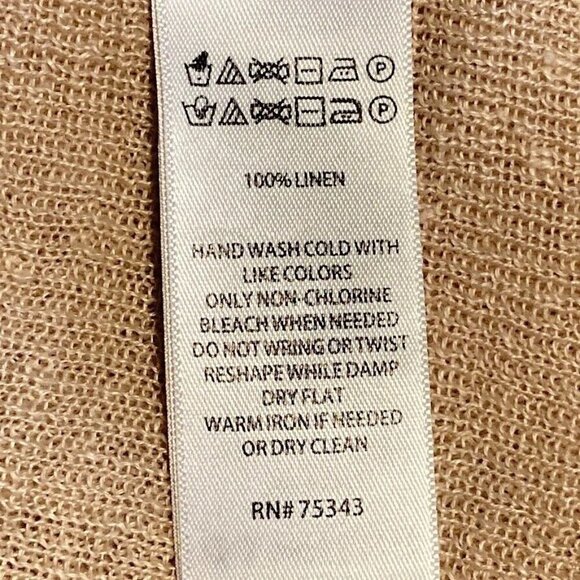 P
P
100% LINEN
HAND WASH COLD WITH
LIKE COLORS
ONLY NON-CHLORINE
BLEACH WHEN NEEDED
DO NOT WRING OR TWIST
RESHAPE WHILE DAMP
DRY FLAT
WARM IRON IF NEEDED
OR DRY CLEAN
RN# 75343